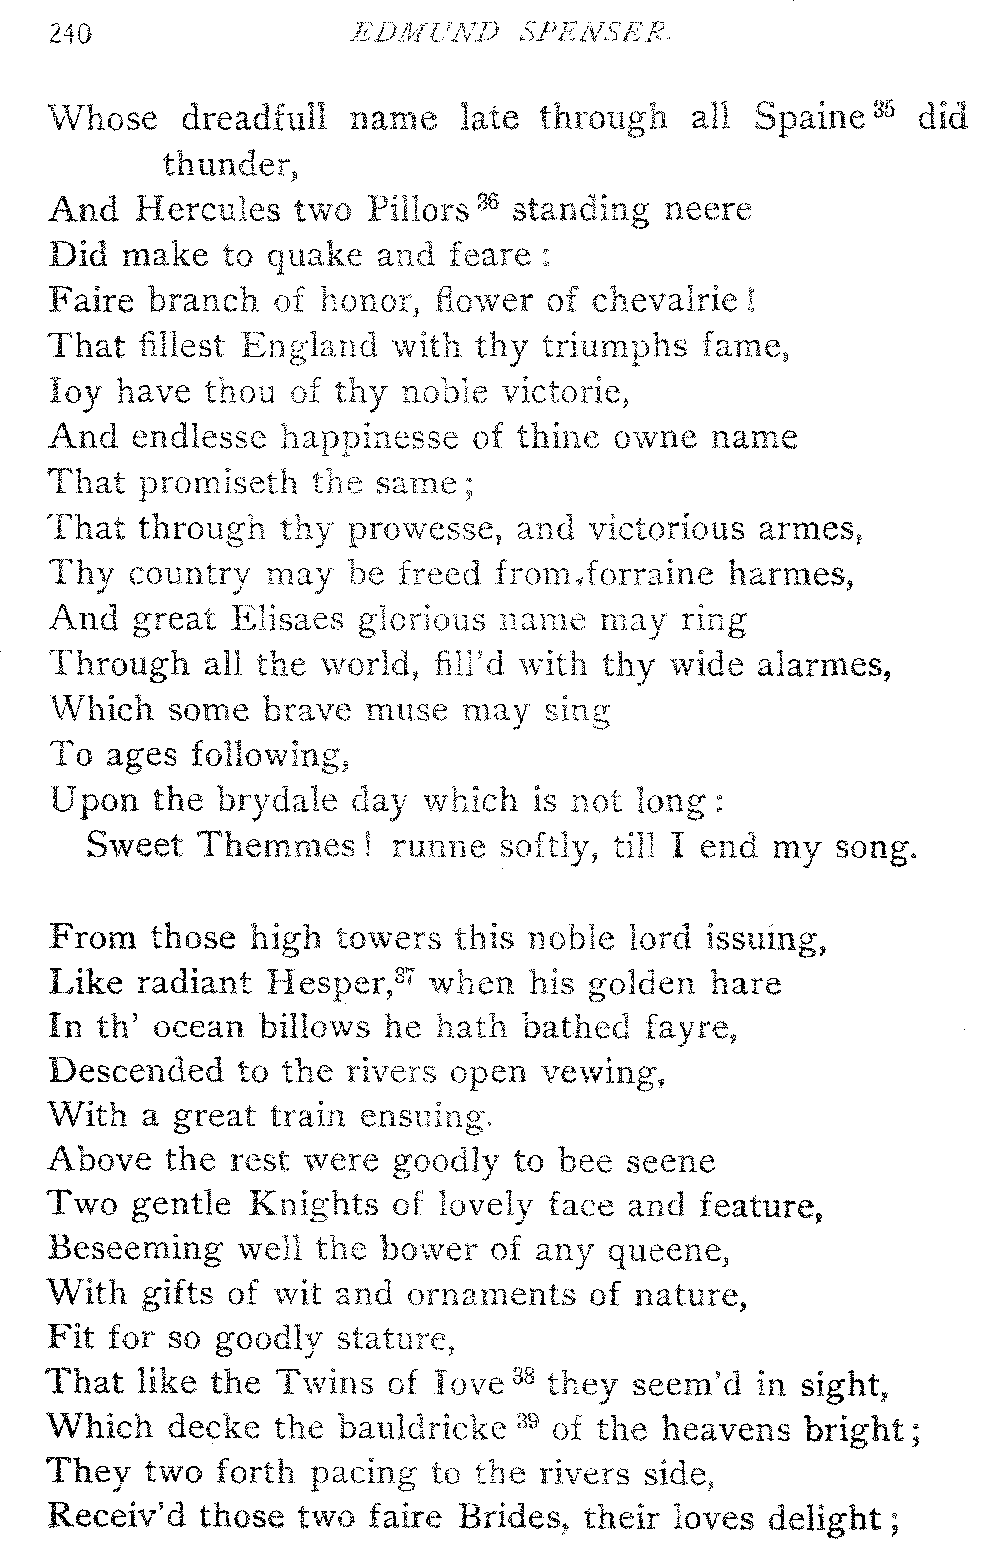 240 EDMUND SPENSER.
Whose dreadfull name late through all Spaine 35 did
thunder,
And Hercules two Pillors 36 standing neere
Did make to quake and feare :
Faire branch of honor, flower of chevalrie !
That fillest England with thy triumphs fame,
Ioy have thou of thy noble victorie,
And endlesse happinesse of thine owne name
That promiseth the same ;
That through thy prowesse, and victorious armes,
Thy country may be freed from forraine harmes,
And great Elisaes glorious name may ring
Through all the world, fill'd with thy wide alarmes,
Which some brave muse may sing
To ages following,
Upon the brydale day which is not long :
Sweet Themmes ! runne softly, till I end my song.
From those high towers this noble lord issuing,
Like radiant Hesper,37 when his golden hare
In th' ocean billows he hath bathed fayre,
Descended to the rivers open vewing,
With a great train ensuing.
Above the rest were goodly to bee seene
Two gentle Knights of lovely face and feature,
Beseeming well the bower of any queene,
With gifts of wit and ornaments of nature,
Fit for so goodly stature,
That like the Twins of Iove 38 they seem'd in sight,
Which decke the bauldricke 39 of the heavens bright ;
They two forth pacing to the rivers side,
Receiv'd those two faire Brides, their loves delight ;